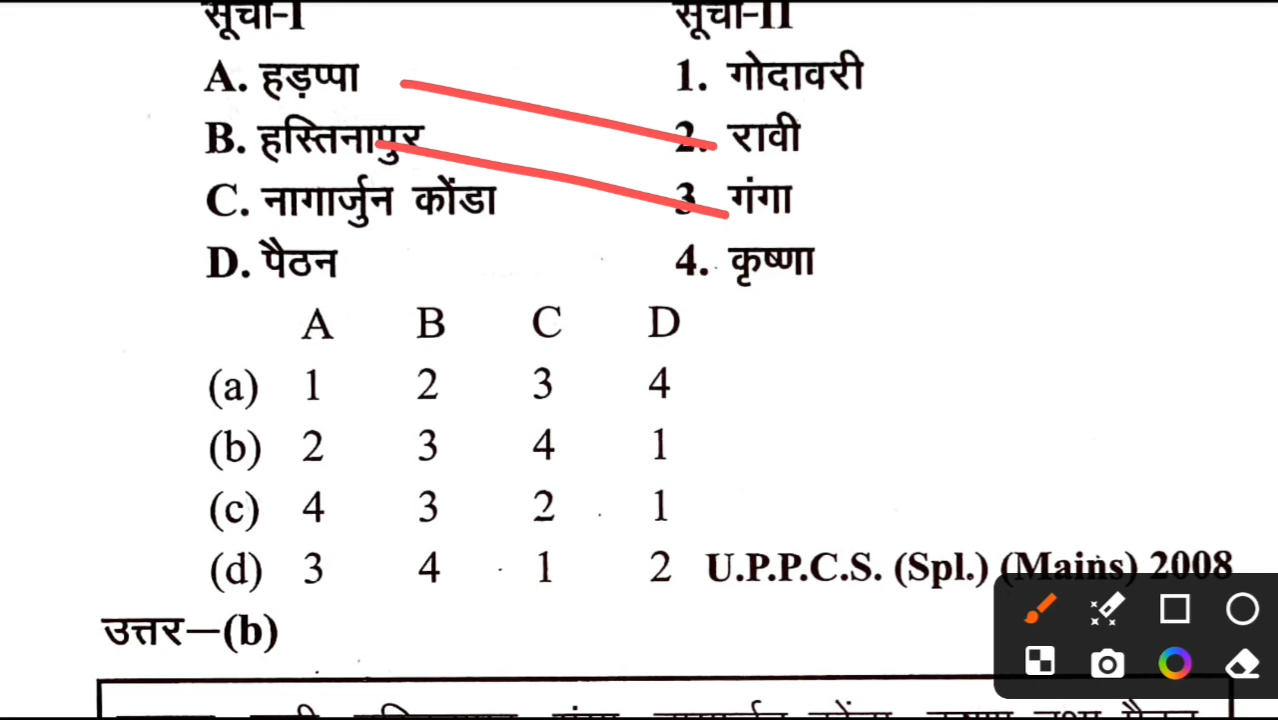 सूची-I सूची-II
A. हड़प्पा 1. गोदावरी
B. हस्तिनापुर 2. रावी
C. नागार्जुन कोंडा 3 गंगा
D. पैठन 4. कृष्णा
A B C D
(a) 1 2 3 4
(b) 2 3 4 1
(c) 4 3 2 1
(d) 3 4 1 2 U.P.P.C.S. (Spl.) (Mains) 2008
उत्तर–(b)